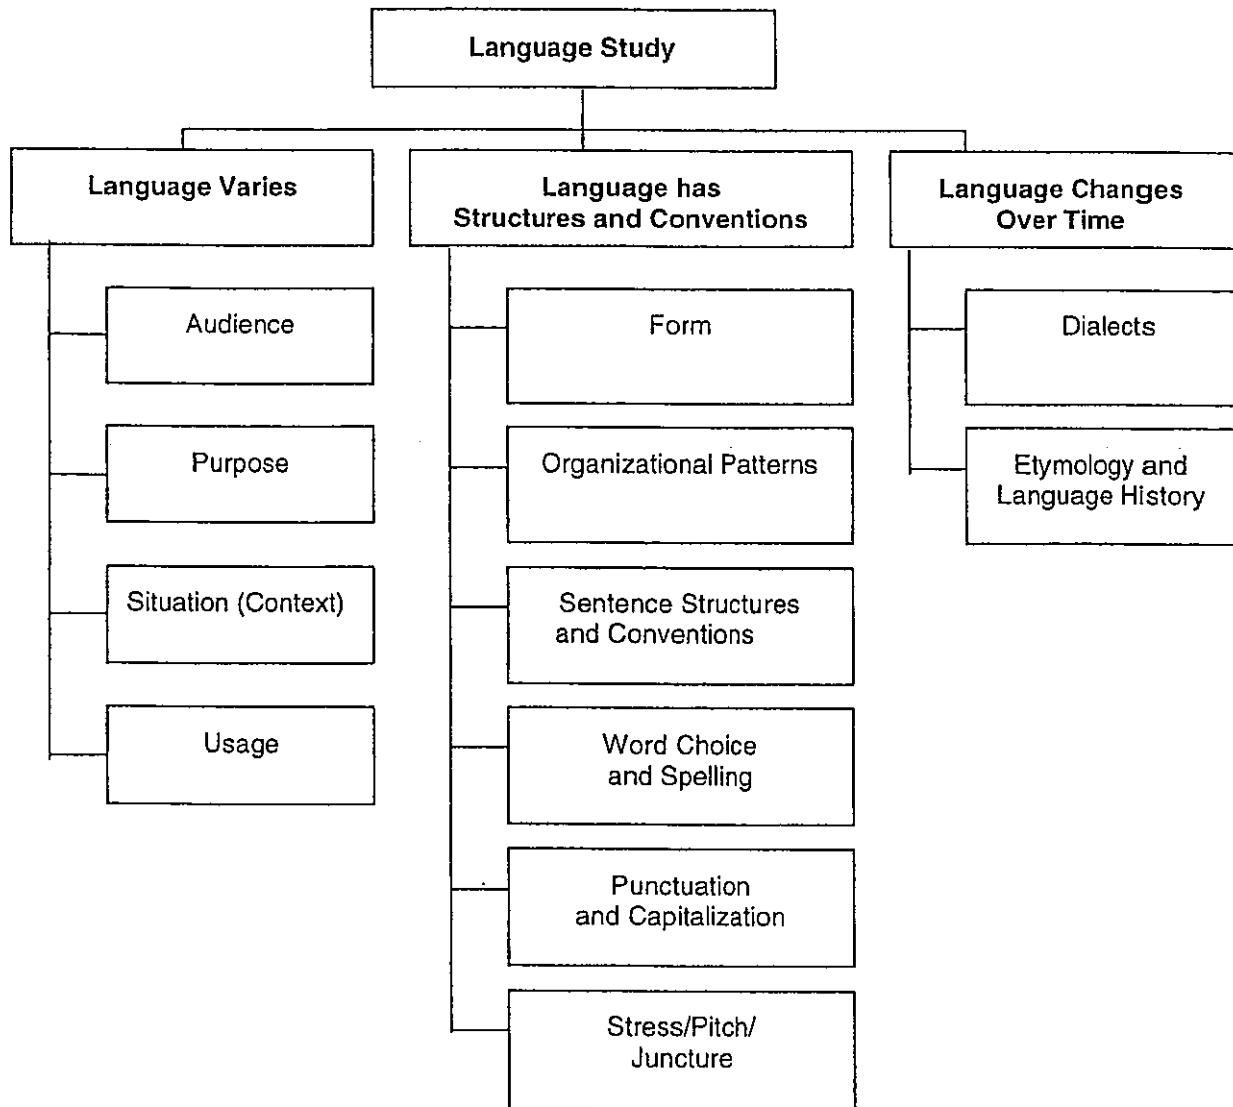 Language Study
Language Varies
Audience
Purpose
Situation (Context)
Usage
Language has
Structures and Conventions
Form
Organizational Patterns
Sentence Structures
and Conventions
Word Choice
and Spelling
Punctuation
and Capitalization
Stress/Pitch/
Juncture
Language Changes
Over Time
Dialects
Etymology and
Language History